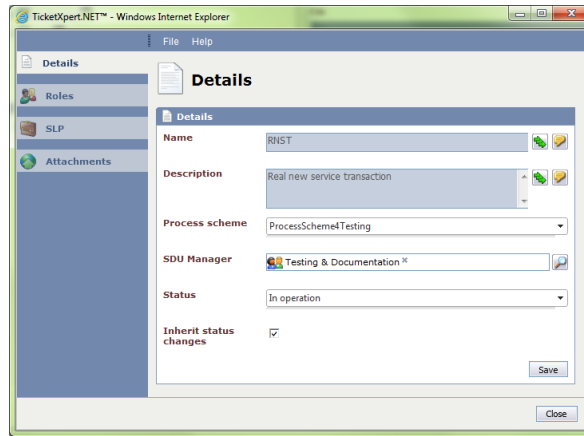 TicketXpert.NET™ - Windows Internet Explorer
File Help
Details
Roles
SLP
Attachments
Details
Details
Name
RNST
Description
Real new service transaction
Process scheme
ProcessScheme4Testing
SDU Manager
Testing & Documentation
Status
In operation
Inherit status
changes
Save
Close